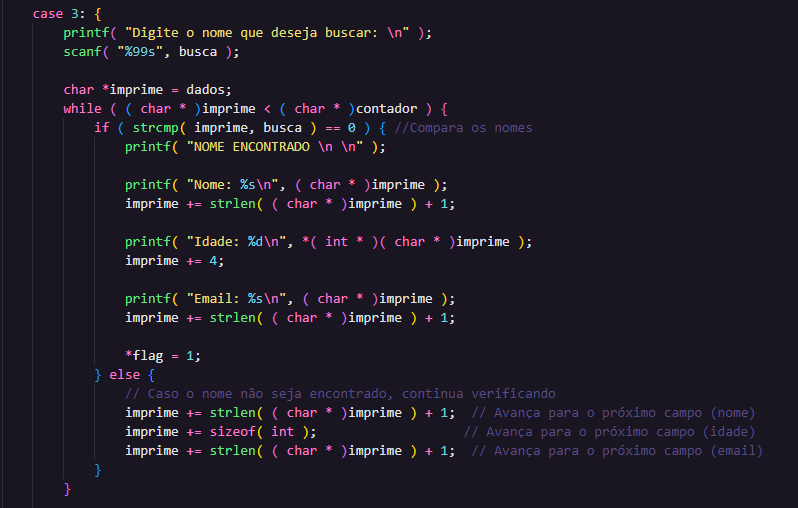 case 3: {
printf( "Digite o nome que deseja buscar: \n" );
scanf( "%99s", busca );
char *imprime = dados;
while ( ( char * )imprime < ( char * )contador ) {
if ( strcmp( imprime, busca ) == 0 ) { //Compara os nomes
printf( "NOME ENCONTRADO \n \n" );
printf( "Nome: %s\n", ( char * )imprime );
imprime += strlen( ( char * )imprime ) + 1;
printf( "Idade: %d\n", *( int * )( char * )imprime );
imprime += 4;
printf( "Email: %s\n", ( char * )imprime );
imprime += strlen( ( char * )imprime ) + 1;
*flag = 1;
} else {
// Caso o nome não seja encontrado, continua verificando
imprime += strlen( ( char * )imprime ) + 1;  // Avança para o próximo campo (nome)
imprime += sizeof( int );                   // Avança para o próximo campo (idade)
imprime += strlen( ( char * )imprime ) + 1;  // Avança para o próximo campo (email)
}
}